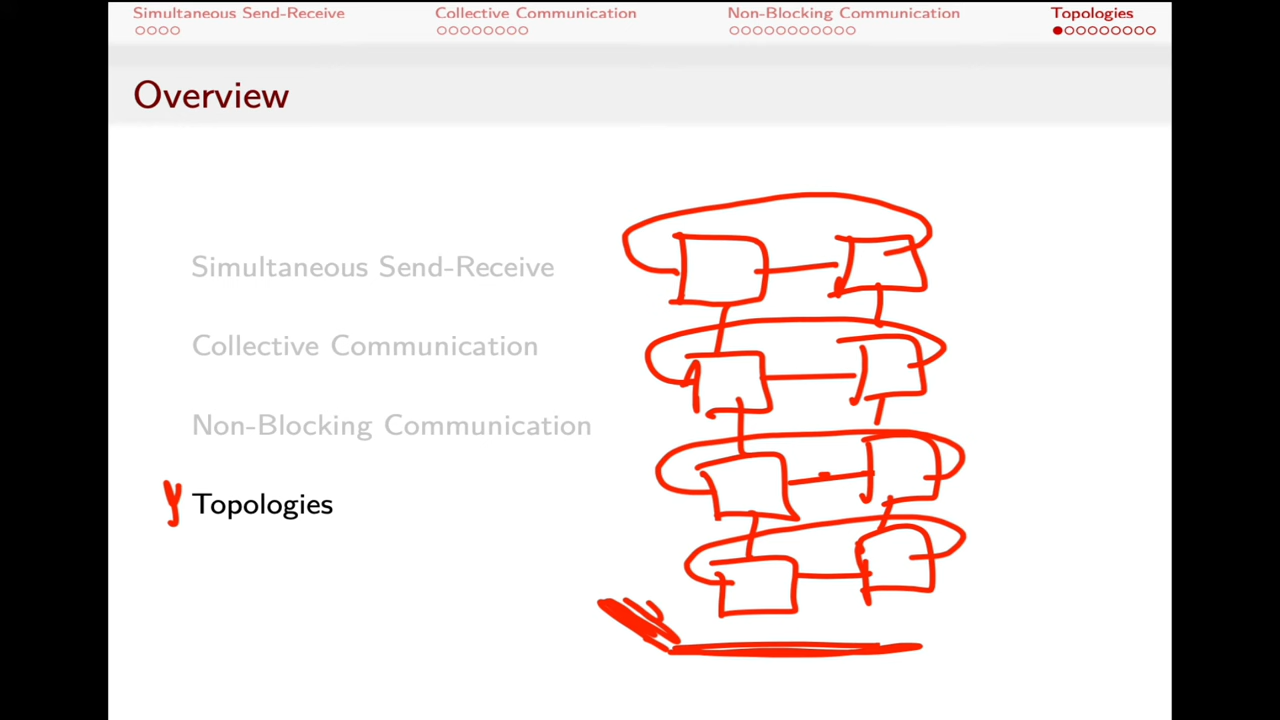 Simultaneous Send-Receive Collective Communication Non-Blocking Communication Topologies
Overview
Simultaneous Send-Receive
Collective Communication
Non-Blocking Communication
Topologies